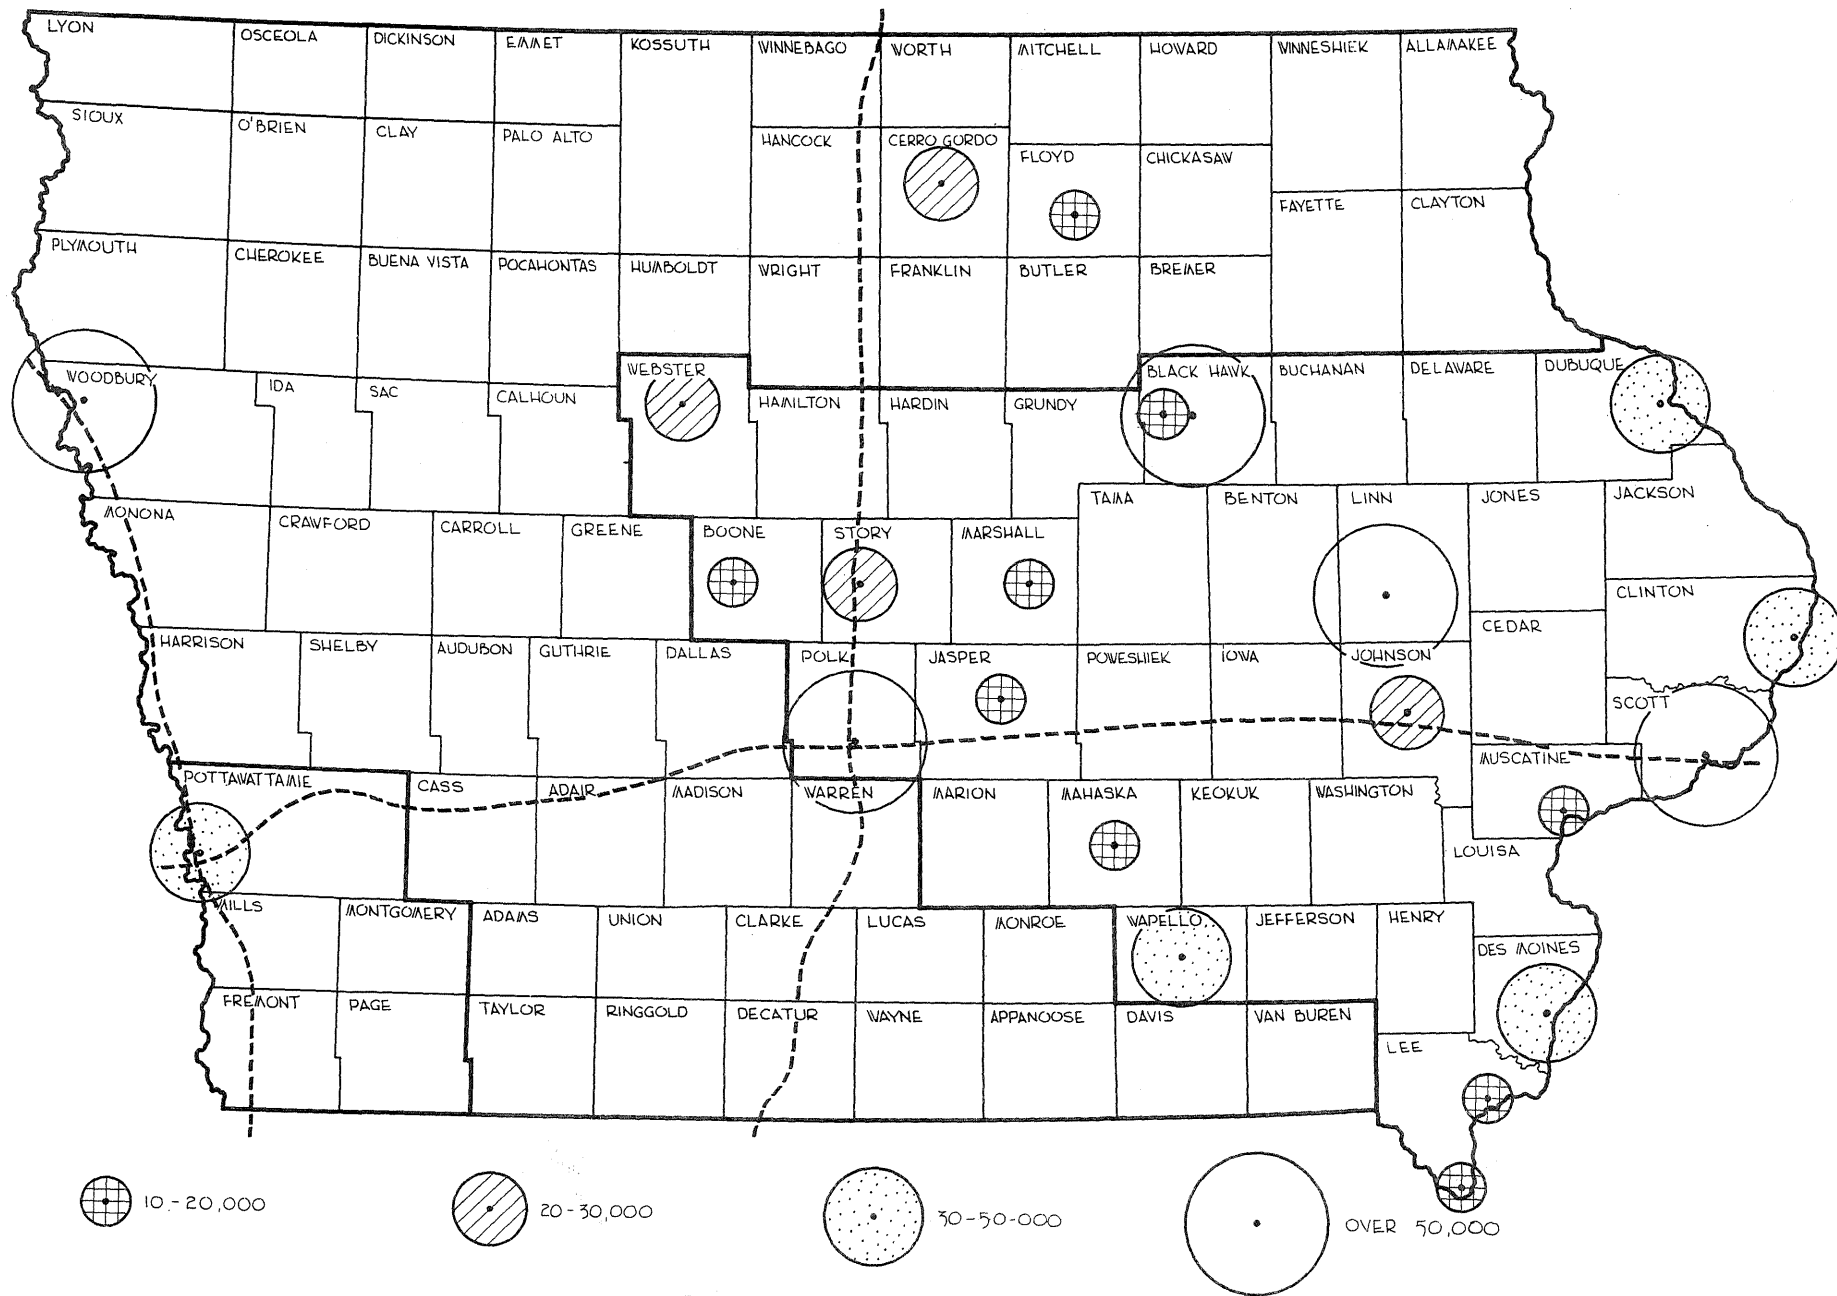 LYON
OSCEOLA
DICKINSON
EMMET
KOSSUTH
WINNEBAGO
WORTH
MITCHELL
HOWARD
WINNESHIEK
ALLAMAKEE
SIOUX
O'BRIEN
CLAY
PALO ALTO
HANCOCK
CERRO GORDO
FLOYD
CHICKASAW
FAYETTE
CLAYTON
PLYMOUTH
CHEROKEE
BUENA VISTA
POCAHONTAS
HUMBOLDT
WRIGHT
FRANKLIN
BUTLER
BREMER
WOODBURY
IDA
SAC
CALHOUN
WEBSTER
HAMILTON
HARDIN
GRUNDY
BLACK HAWK
BUCHANAN
DELAWARE
DUBUQUE
MONONA
CRAWFORD
CARROLL
GREENE
BOONE
STORY
MARSHALL
TAMA
BENTON
LINN
JONES
JACKSON
CLINTON
HARRISON
SHELBY
AUDUBON
GUTHRIE
DALLAS
POLK
JASPER
POWESHIEK
IOWA
JOHNSON
CEDAR
SCOTT
POTTAWATTAMIE
CASS
ADAIR
MADISON
WARREN
MARION
MAHASKA
KEOKUK
WASHINGTON
MUSCATINE
LOUISA
MILLS
MONTGOMERY
ADAMS
UNION
CLARKE
LUCAS
MONROE
WAPELLO
JEFFERSON
HENRY
DES MOINES
FREMONT
PAGE
TAYLOR
RINGGOLD
DECATUR
WAYNE
APPANOOSE
DAVIS
VAN BUREN
LEE
10-20,000
20-30,000
30-50-000
OVER 50,000